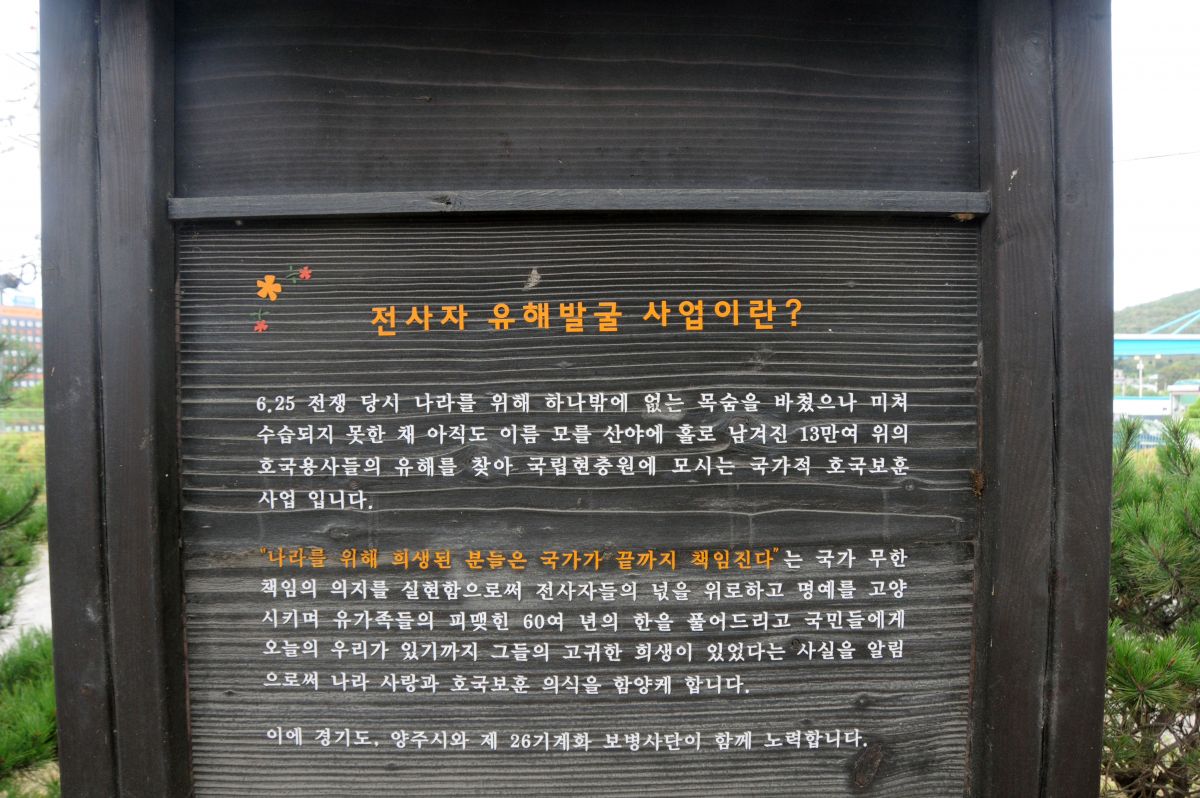 전사자 유해발굴 사업이란?
6.25 전쟁 당시 나라를 위해 하나밖에 없는 목숨을 바쳤으나 미처
수습되지 못한 채 아직도 이름 모를 산야에 홀로 남겨진 13만여 위의
호국용사들의 유해를 찾아 국립현충원에 모시는 국가적 호국보훈
사업 입니다.
"나라를 위해 희생된 분들은 국가가 끝까지 책임진다"는 국가 무한
책임의 의지를 실현함으로써 전사자들의 넋을 위로하고 명예를 고양
시키며 유가족들의 피맺힌 60여 년의 한을 풀어드리고 국민들에게
오늘의 우리가 있기까지 그들의 고귀한 희생이 있었다는 사실을 알림
으로써 나라 사랑과 호국보훈 의식을 함양케 합니다.
이에 경기도, 양주시와 제 26기계화 보병사단이 함께 노력합니다.